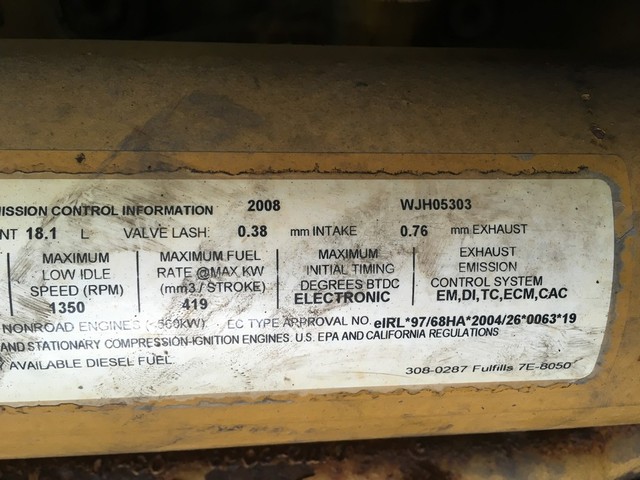 MISSION CONTROL INFORMATION 2008 WJH05303
NT 18.1 L VALVE LASH: 0.38 mm INTAKE 0.76 mm EXHAUST
MAXIMUM LOW IDLE SPEED (RPM) 1350
MAXIMUM FUEL RATE @MAX KW (mm3 / STROKE) 419
MAXIMUM INITIAL TIMING DEGREES BTDC ELECTRONIC
EXHAUST EMISSION CONTROL SYSTEM EM,DI,TC,ECM,CAC
NONROAD ENGINES ( 560KW). EC TYPE APPROVAL NO. eIRL*97/68HA*2004/26*0063*19
AND STATIONARY COMPRESSION-IGNITION ENGINES. U.S. EPA AND CALIFORNIA REGULATIONS
Y AVAILABLE DIESEL FUEL.
308-0287 Fulfills 7E-8050